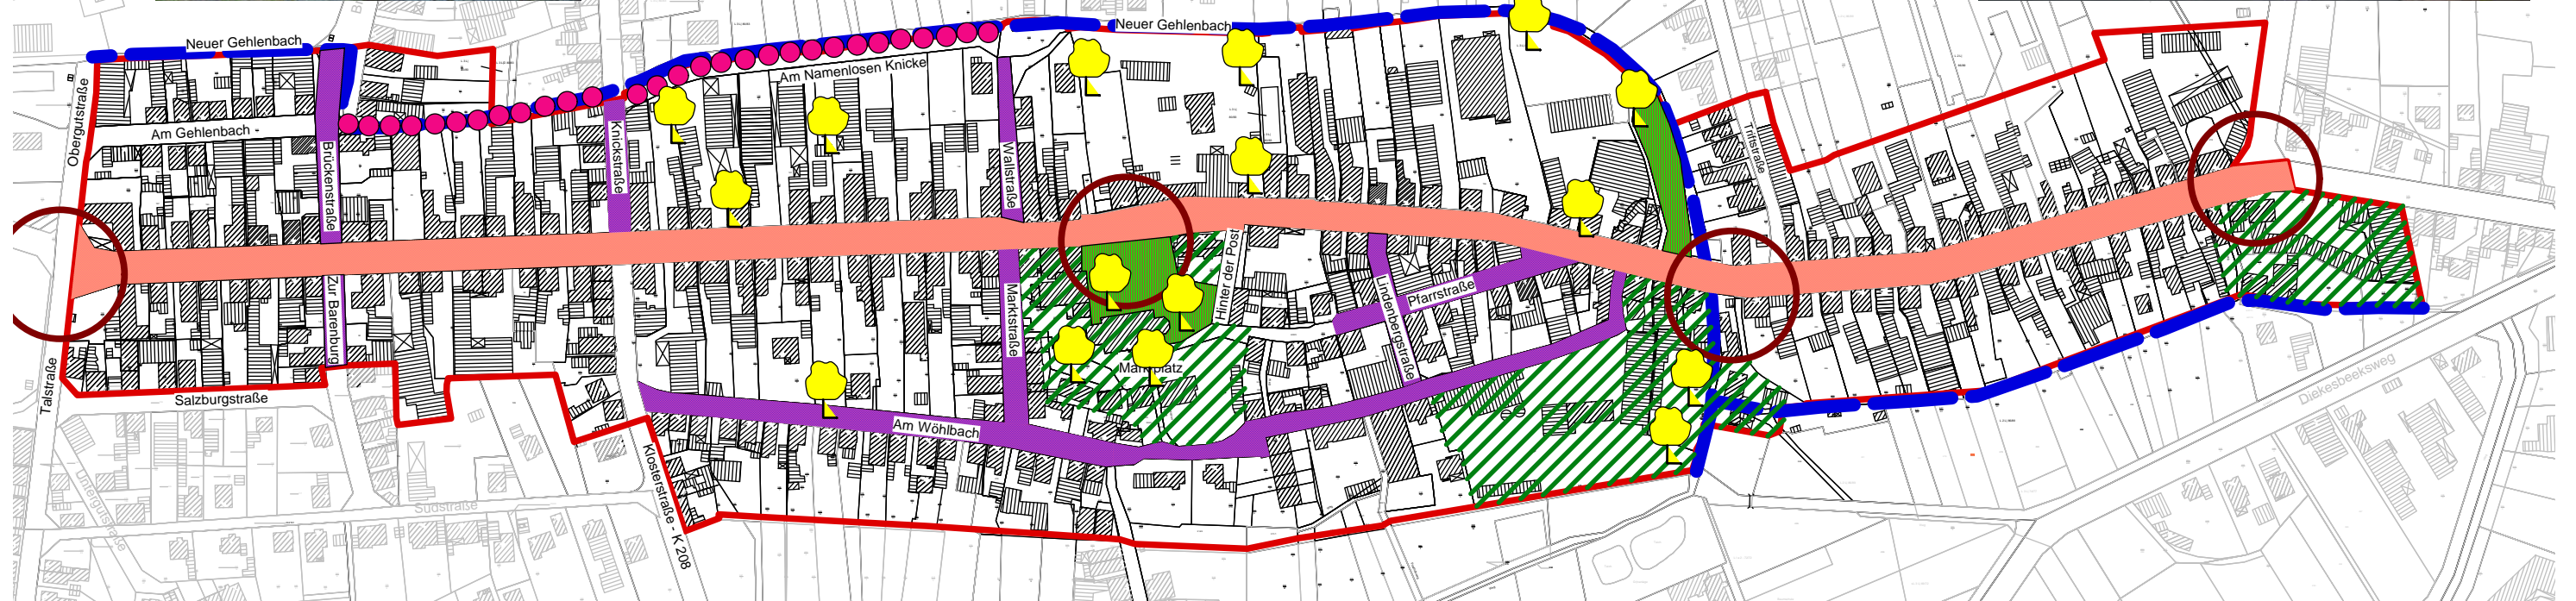 Neuer Gehlenbach
Neuer Gehlenbach
Am Namenlosen Knicke
Obergutstraße
Am Gehlenbach -
Brückenstraße
Knickstraße
Wallstraße
Triftstraße
Hinter der Post
Zur Barenburg
Marktstraße
Lindenbergstraße
Pfarrstraße
Marktplatz
Talstraße
Salzburgstraße
Am Wöhlbach
Diekesbeeksweg
Klosterstraße - K 208
Südstraße
Untergutstraße